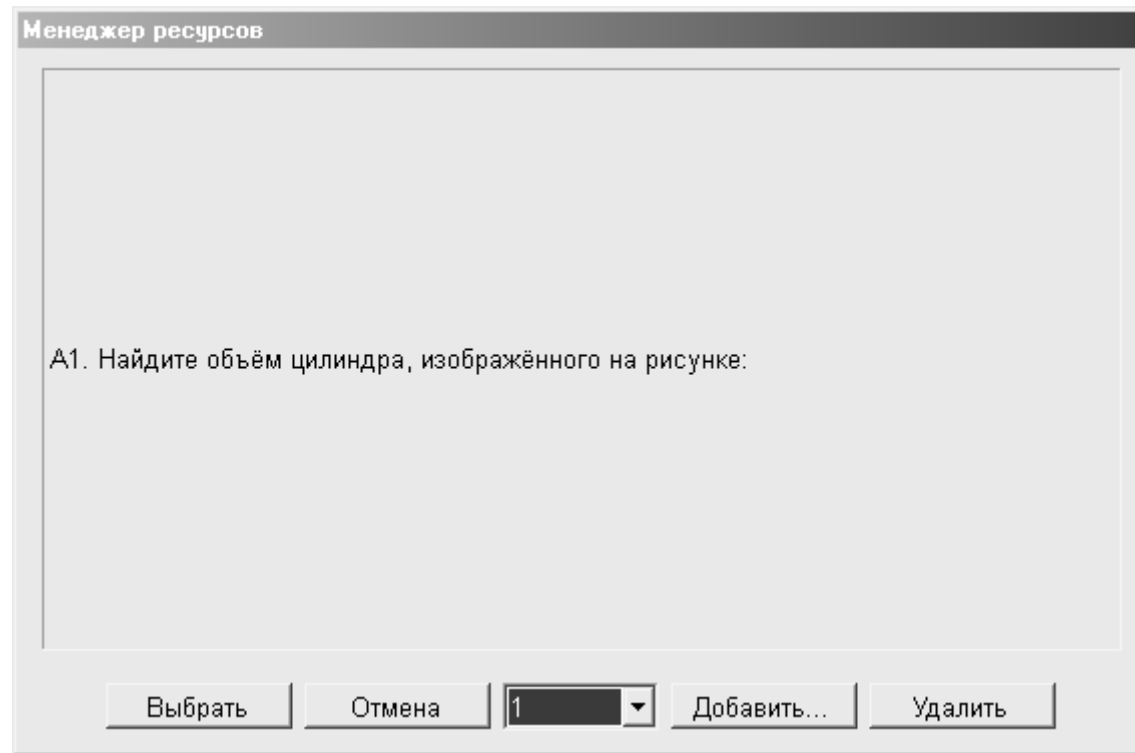 Менеджер ресурсов
А1. Найдите объём цилиндра, изображённого на рисунке:
Выбрать Отмена 1 Добавить... Удалить